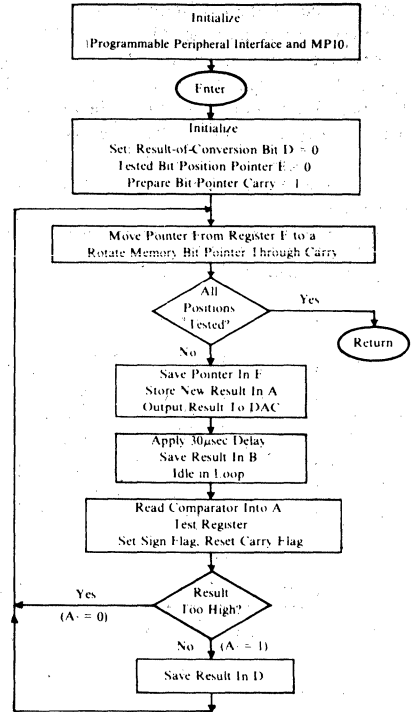 Initialize
Programmable Peripheral Interface and MP10
Enter
Initialize
Set: Result-of-Conversion Bit D = 0
Tested Bit Position Pointer E = 0
Prepare Bit Pointer Carry = 1
Move Pointer From Register E to a
Rotate Memory Bit Pointer Through Carry
All
Positions
Tested?
Yes
Return
No
Save Pointer In E
Store New Result In A
Output Result To DAC
Apply 30μsec Delay
Save Result In B
Idle in Loop
Read Comparator Into A
Test Register
Set Sign Flag, Reset Carry Flag
Result
Too High?
Yes
(A = 0)
No (A = 1)
Save Result In D